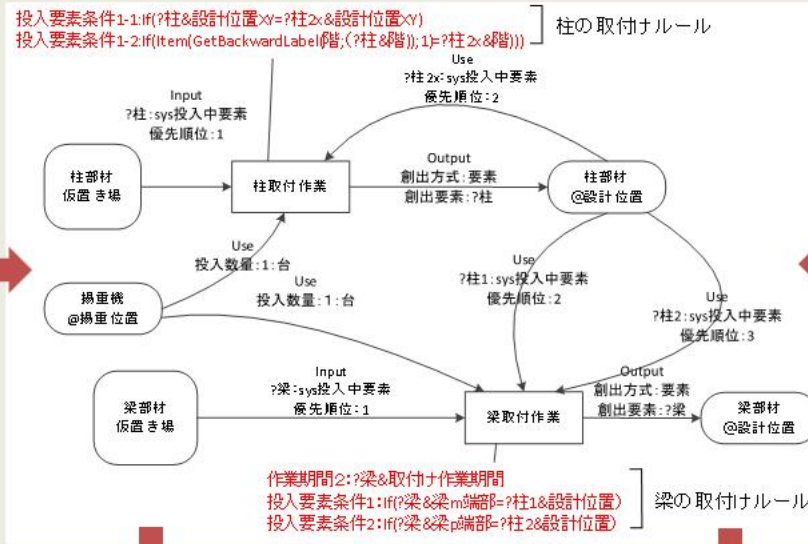 投入要素条件1-1:If(?柱&設計位置XY=?柱2x&設計位置XY)
投入要素条件1-2:If(Item(GetBackwardLabel(階;(?柱&階));1)=?柱2x&階)))
柱の取付けルール
Use
?柱2x:sys投入中要素
優先順位:2
Input
?柱:sys投入中要素
優先順位:1
柱部材
仮置き場
柱取付作業
Output
創出方式:要素
創出要素:?柱
柱部材
@設計位置
Use
投入数量:1:台
Use
投入数量:1:台
Use
?柱1:sys投入中要素
優先順位:2
Use
?柱2:sys投入中要素
優先順位:3
揚重機
@揚重位置
Input
?梁:sys投入中要素
優先順位:1
梁部材
仮置き場
梁取付作業
Output
創出方式:要素
創出要素:?梁
梁部材
@設計位置
作業期間2:?梁&取付け作業期間
投入要素条件1:If(?梁&梁m端部=?柱1&設計位置)
投入要素条件2:If(?梁&梁p端部=?柱2&設計位置)
梁の取付けルール